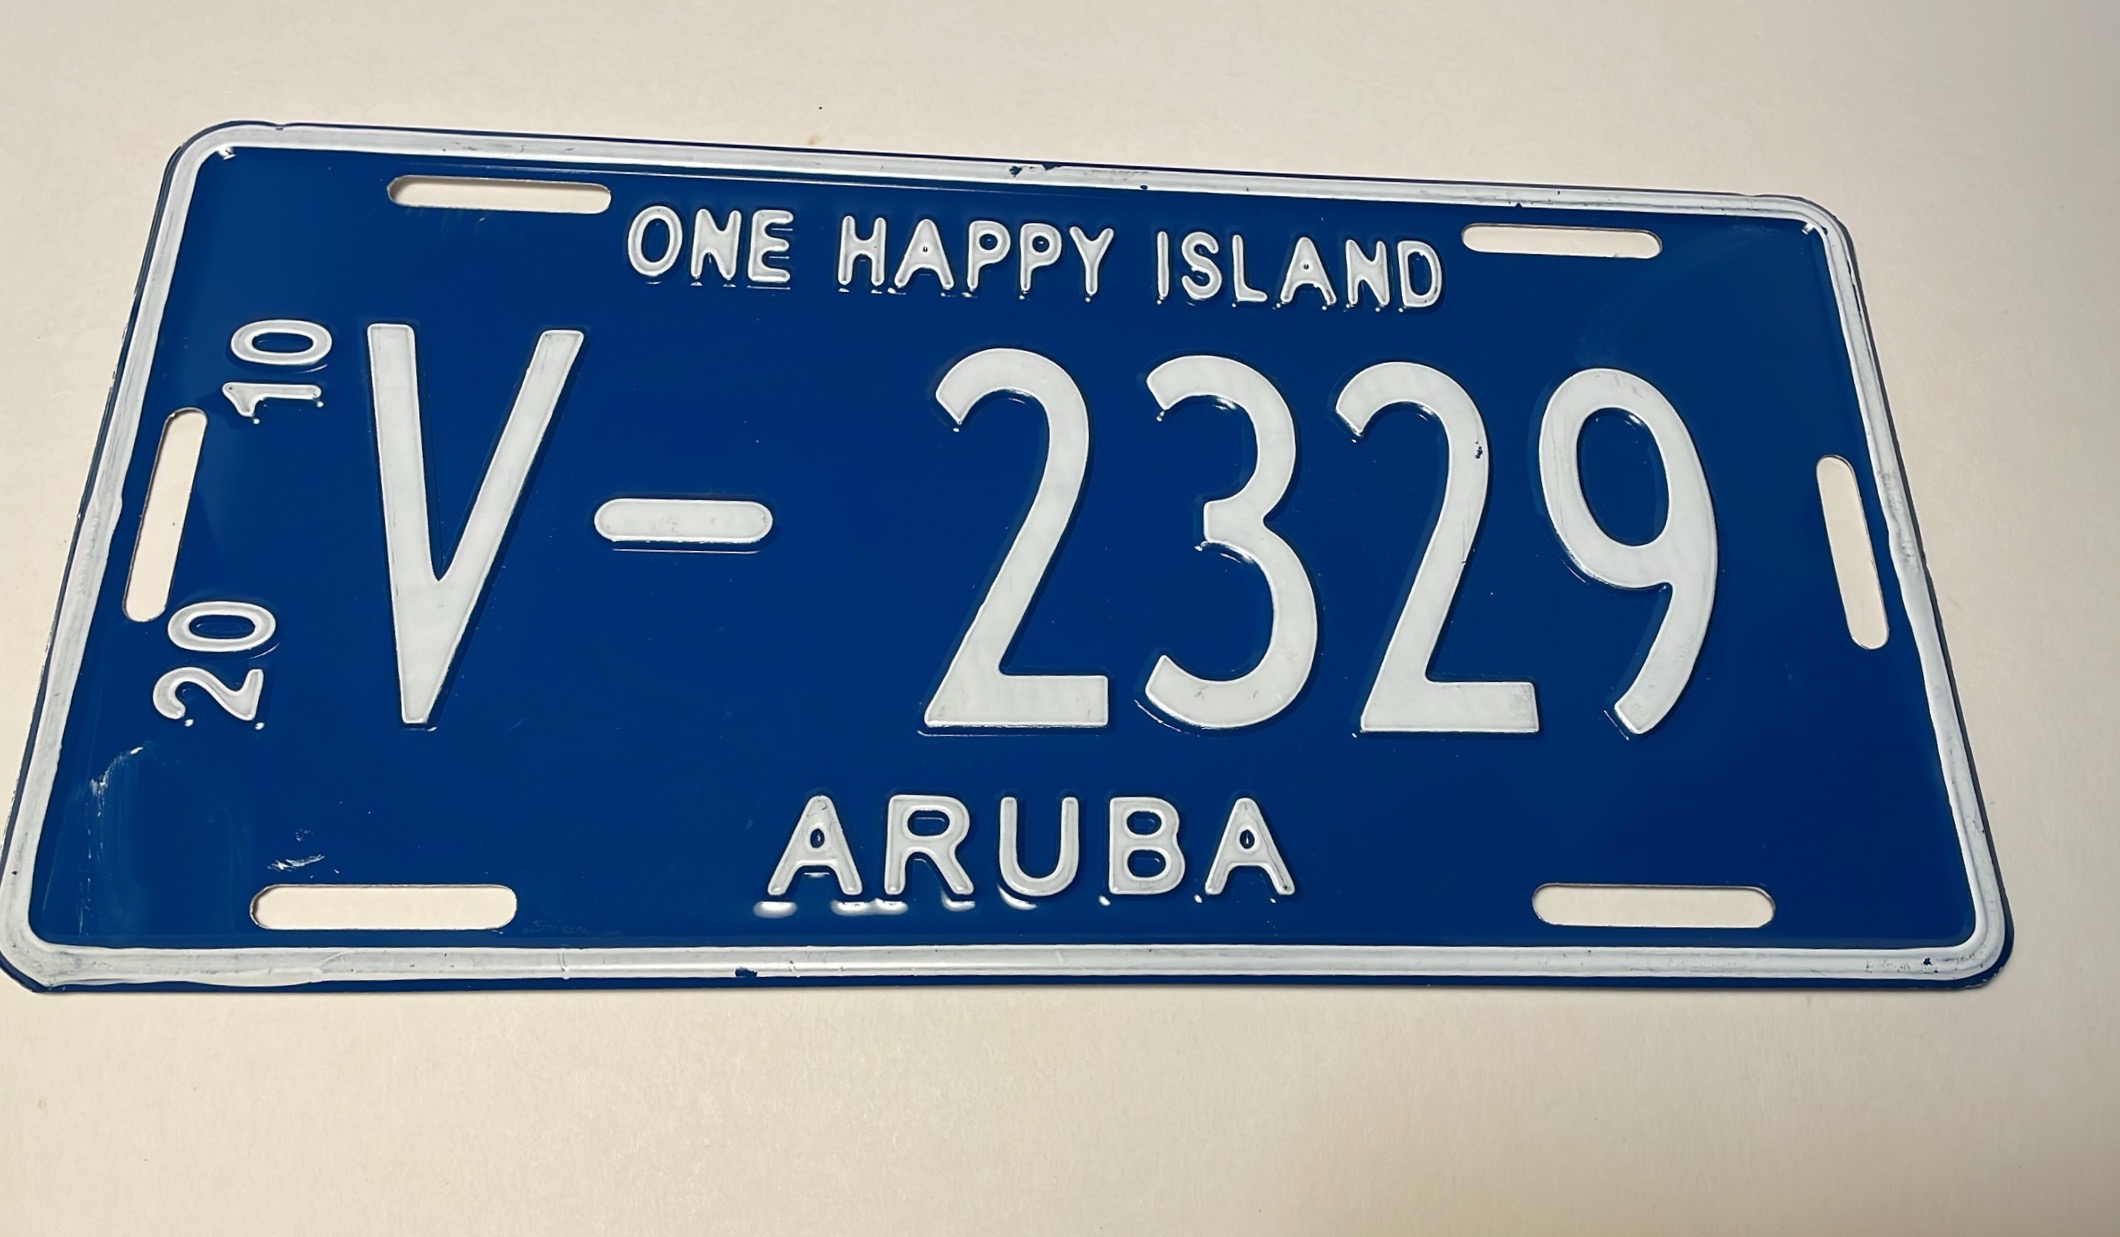 ONE HAPPY ISLAND
20 10
V- 2329
ARUBA